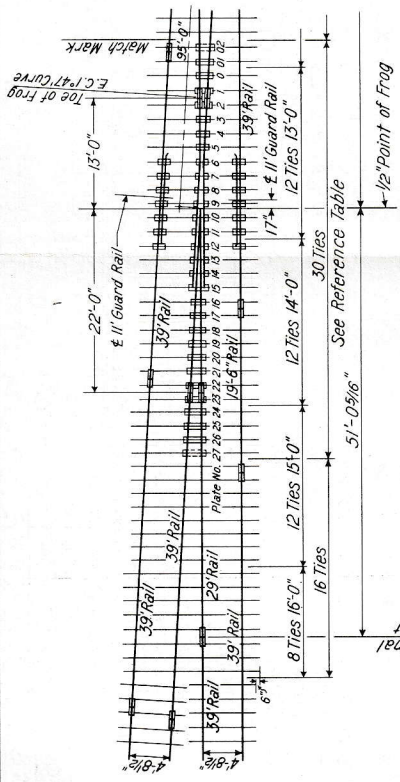 Match Mark
95'-0"
E.C. 1°47' Curve
Toe of Frog
13'-0"
22'-0"
℄ 11' Guard Rail
39' Rail
39' Rail
39' Rail
39' Rail
29' Rail
39' Rail
39' Rail
19'-6" Rail
39' Rail
Plate No. 27 26 25 24 23 22 21 20 19 18 17 16 15 14 13 12 11 10 9 8 7 6 5 4 3 2 1 0 01 02
17"
℄ 11' Guard Rail
8 Ties 16'-0"
12 Ties 15'-0"
12 Ties 14'-0"
12 Ties 13'-0"
16 Ties
30 Ties
See Reference Table
51'-0 5/16"
1/2" Point of Frog
6"
4'-8 1/2"
4'-8 1/2"